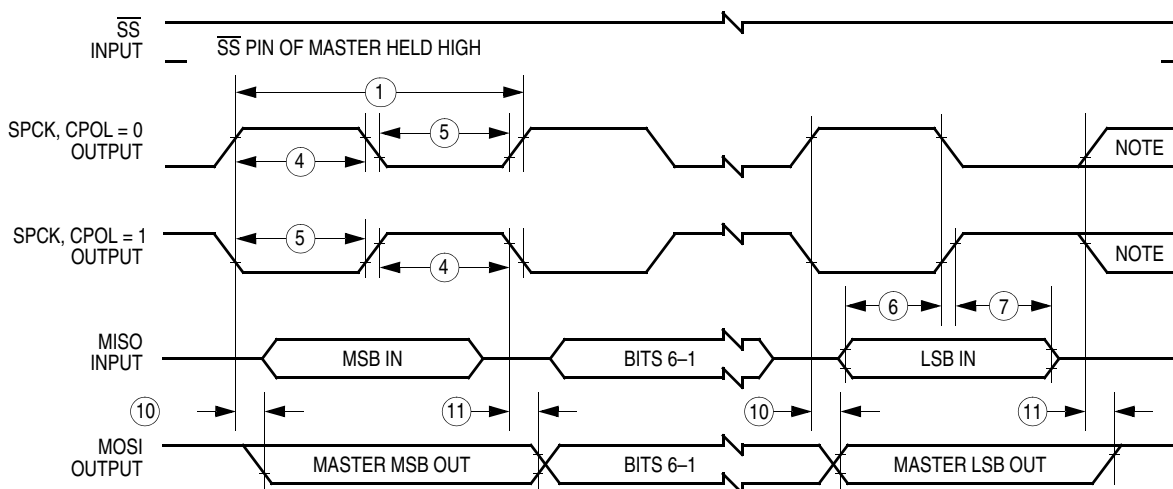 S̅S̅
INPUT
S̅S̅ PIN OF MASTER HELD HIGH
1
SPCK, CPOL = 0
OUTPUT
5
4
NOTE
SPCK, CPOL = 1
OUTPUT
5
4
NOTE
6
7
MISO
INPUT
MSB IN
BITS 6–1
LSB IN
10
11
10
11
MOSI
OUTPUT
MASTER MSB OUT
BITS 6–1
MASTER LSB OUT